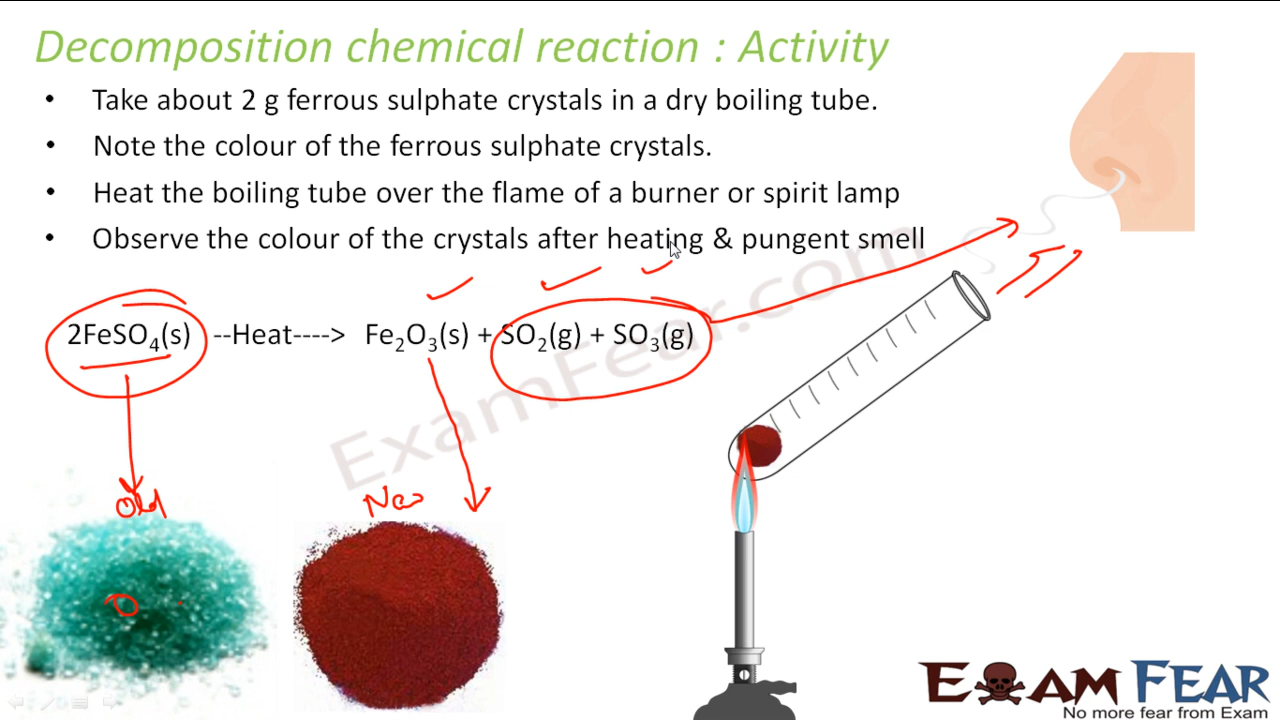 Decomposition chemical reaction : Activity
• Take about 2 g ferrous sulphate crystals in a dry boiling tube.
• Note the colour of the ferrous sulphate crystals.
• Heat the boiling tube over the flame of a burner or spirit lamp
• Observe the colour of the crystals after heating & pungent smell
2FeSO₄(s) --Heat----> Fe₂O₃(s) + SO₂(g) + SO₃(g)
ExamFear.com
Old
New
EXAM FEAR
No more fear from Exam